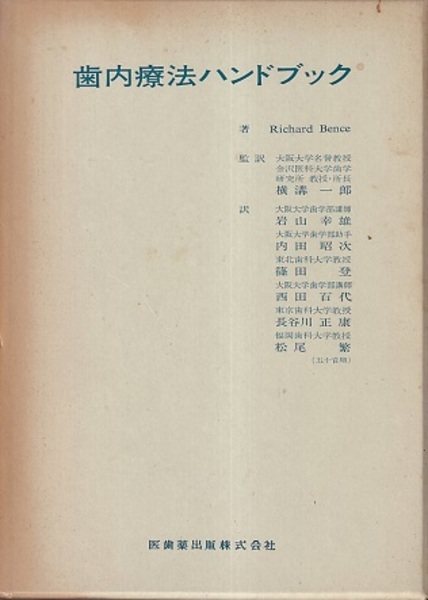 歯内療法ハンドブック
著 Richard Bence
監訳 大阪大学名誉教授
金沢医科大学歯学
研究所 教授・所長
横溝一郎
訳 大阪大学歯学部講師
岩山幸雄
大阪大学歯学部助手
内田昭次
東北歯科大学教授
篠田登
大阪大学歯学部講師
西田百代
東京歯科大学教授
長谷川正康
福岡歯科大学教授
松尾繁
(五十音順)
医歯薬出版株式会社